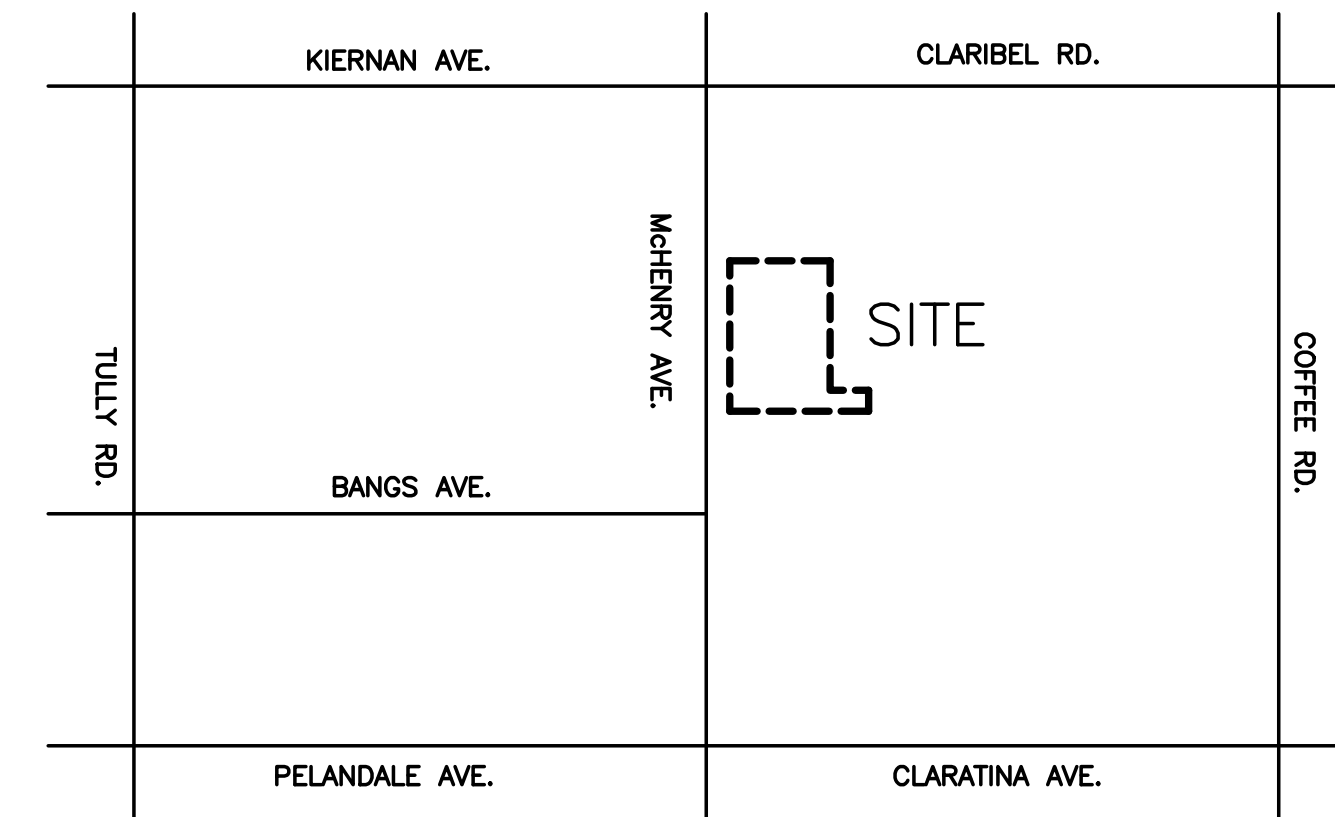 KIERNAN AVE.
CLARIBEL RD.
McHENRY AVE.
SITE
TULLY RD.
COFFEE RD.
BANGS AVE.
PELANDALE AVE.
CLARATINA AVE.